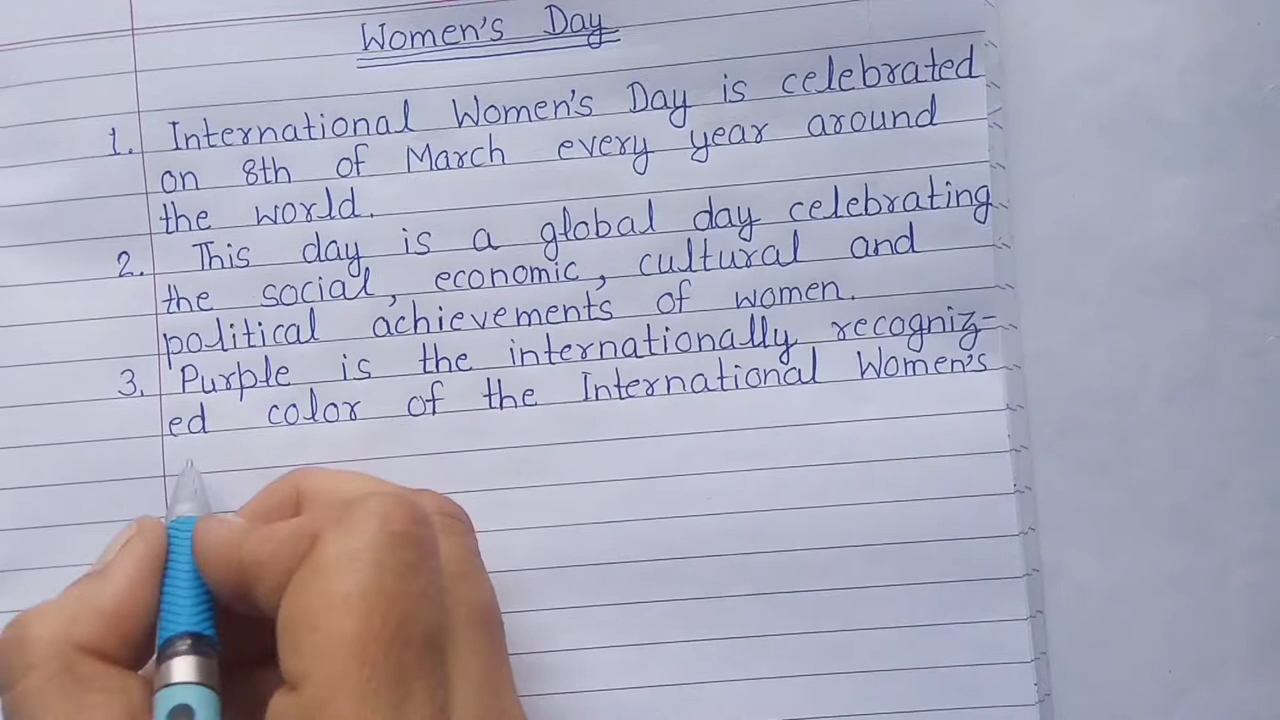 Women's Day
1. International Women's Day is celebrated
on 8th of March every year around
the world.
2. This day is a global day celebrating
the social, economic, cultural and
political achievements of women.
3. Purple is the internationally recogniz-
ed color of the International Women's